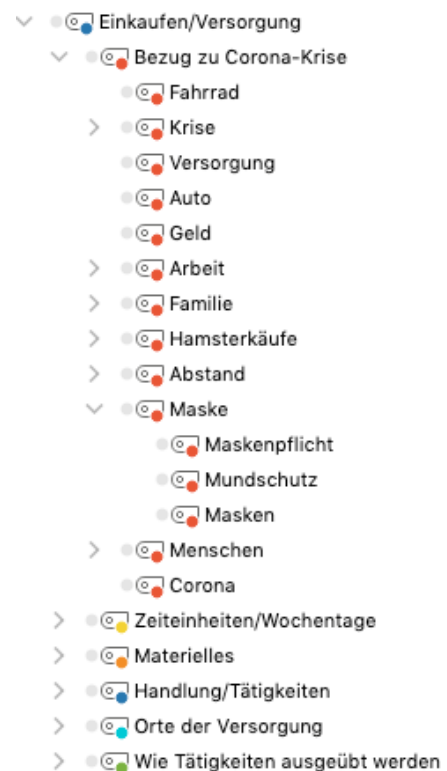 Einkaufen/Versorgung
Bezug zu Corona-Krise
Fahrrad
Krise
Versorgung
Auto
Geld
Arbeit
Familie
Hamsterkäufe
Abstand
Maske
Maskenpflicht
Mundschutz
Masken
Menschen
Corona
Zeiteinheiten/Wochentage
Materielles
Handlung/Tätigkeiten
Orte der Versorgung
Wie Tätigkeiten ausgeübt werden